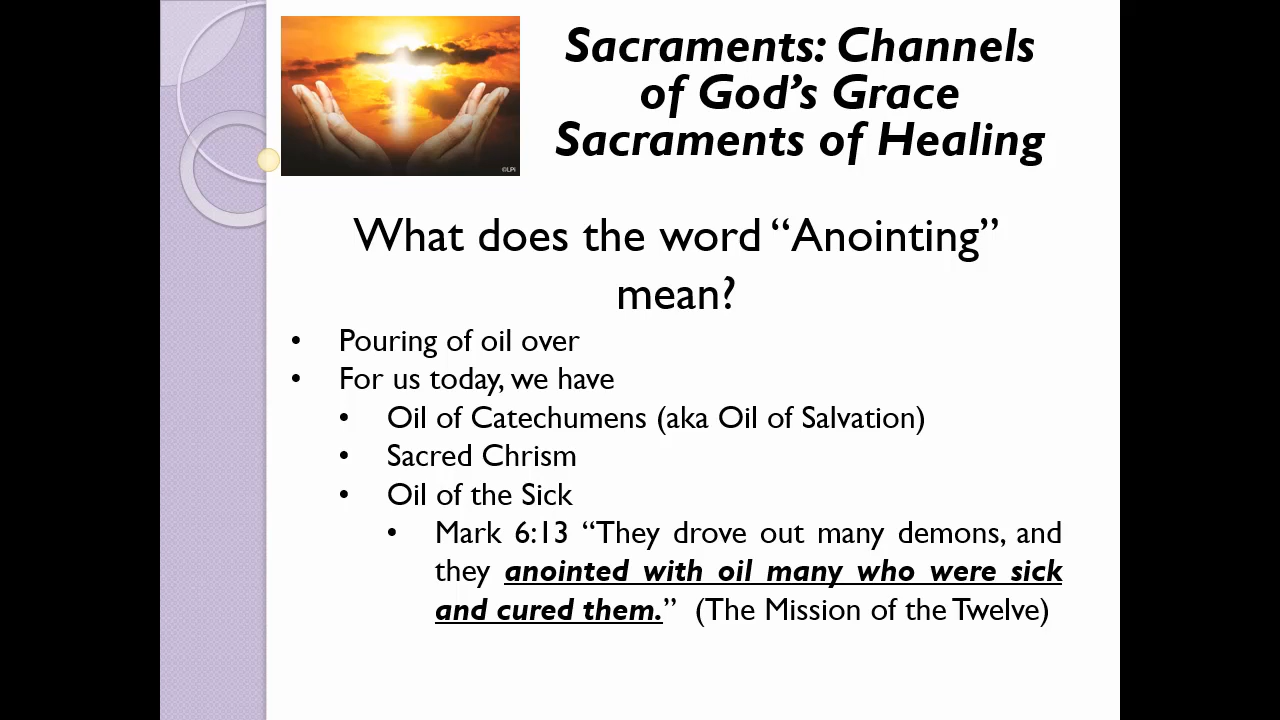 Sacraments: Channels
of God's Grace
Sacraments of Healing
©LPi
What does the word “Anointing”
mean?
• Pouring of oil over
• For us today, we have
• Oil of Catechumens (aka Oil of Salvation)
• Sacred Chrism
• Oil of the Sick
• Mark 6:13 “They drove out many demons, and
they anointed with oil many who were sick
and cured them.” (The Mission of the Twelve)